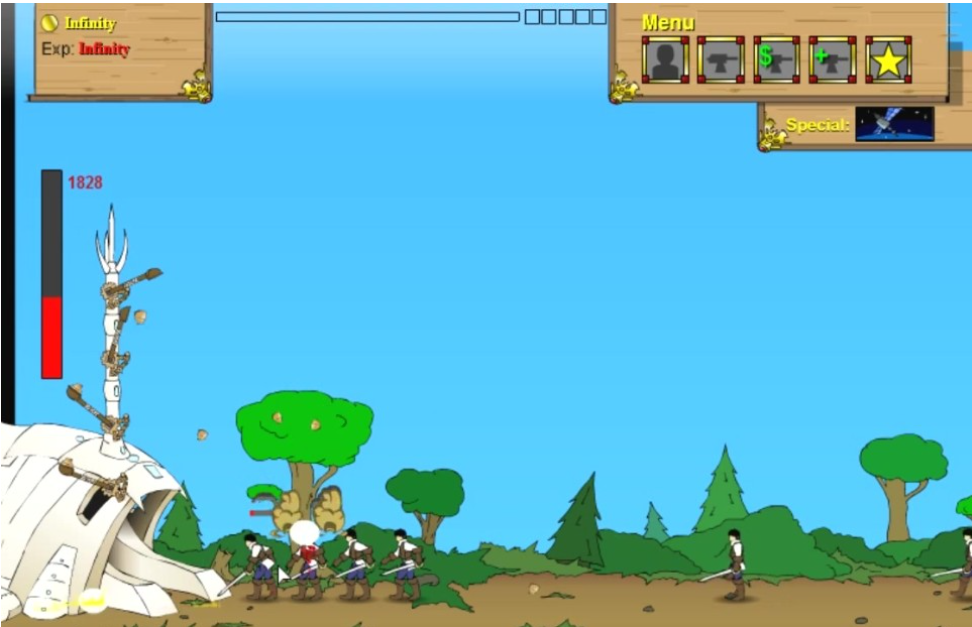 Infinity
Exp: Infinity
Menu
$
+
Special:
1828